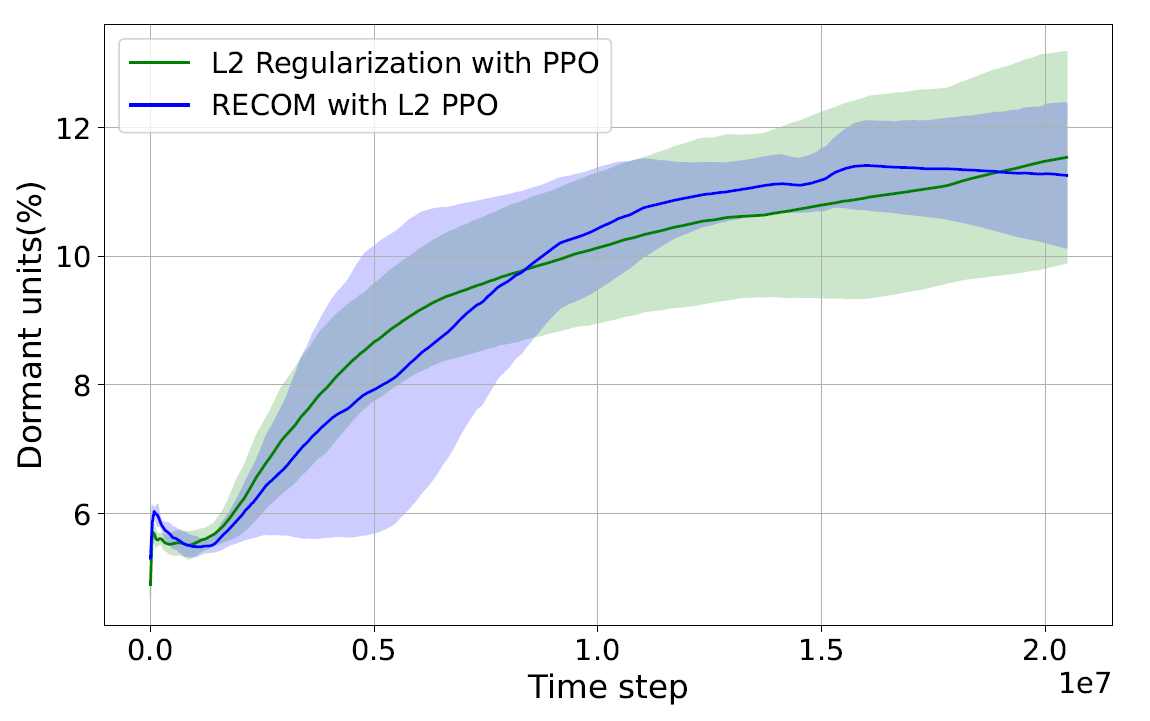 L2 Regularization with PPO
RECOM with L2 PPO
Dormant units(%)
12
10
8
6
0.0 0.5 1.0 1.5 2.0
1e7
Time step